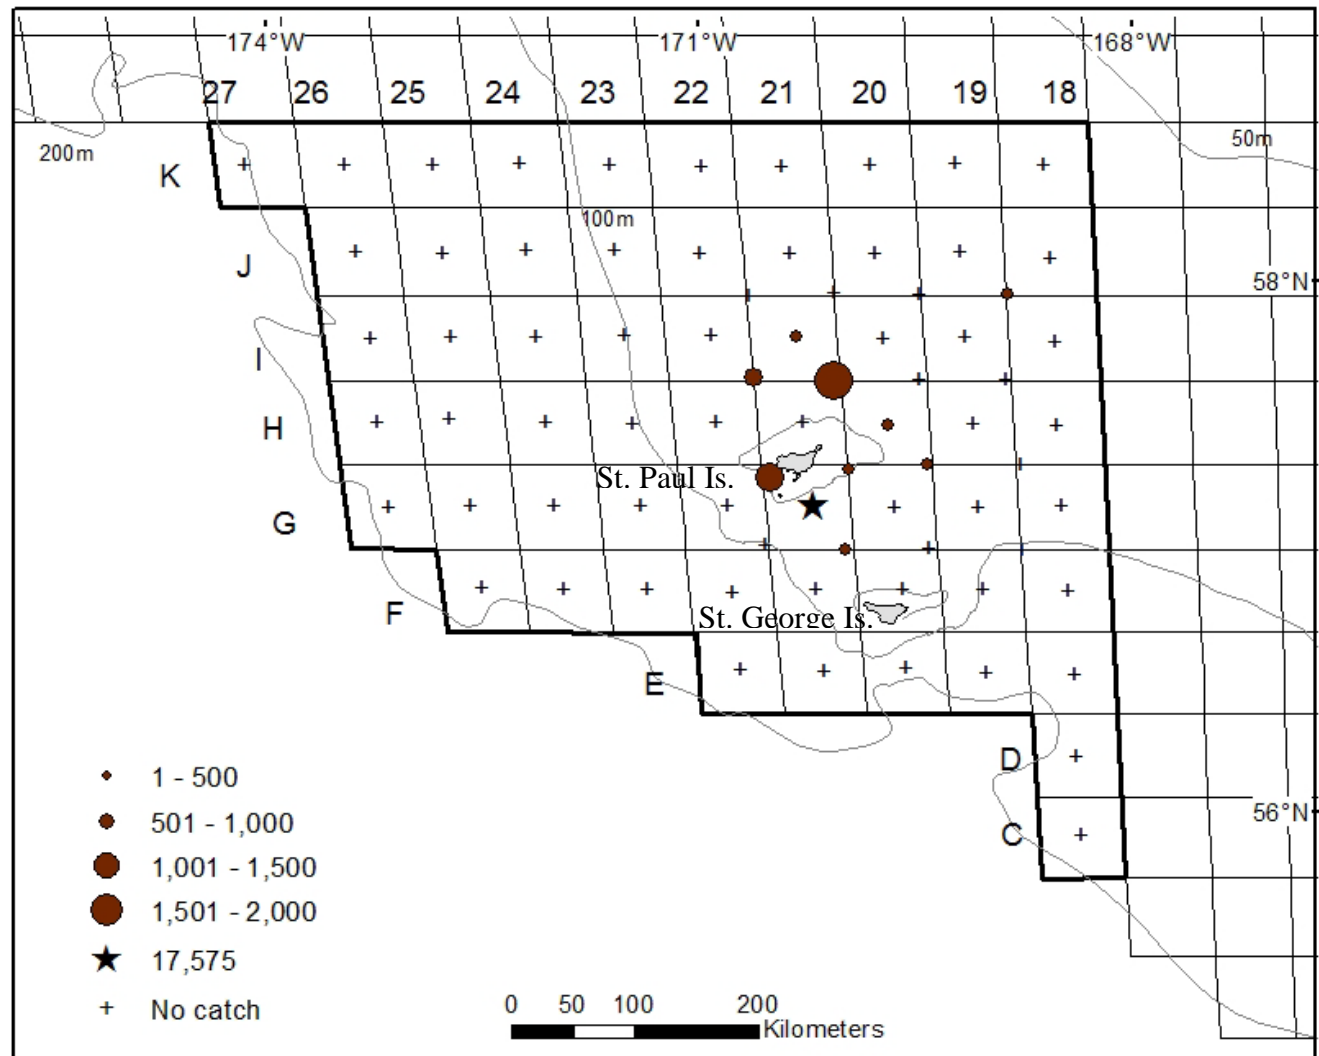 174°W 171°W 168°W
27 26 25 24 23 22 21 20 19 18
200m 50m
K
100m
J
58°N
I
H
St. Paul Is.
G
F
St. George Is.
E
D
1 - 500
56°N
501 - 1,000
C
1,001 - 1,500
1,501 - 2,000
17,575
No catch
0 50 100 200
Kilometers